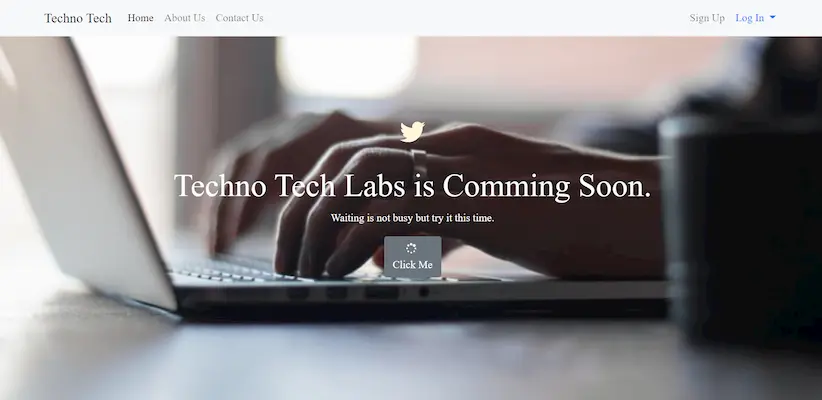 Techno Tech Home About Us Contact Us Sign Up Log In
Techno Tech Labs is Comming Soon.
Waiting is not busy but try it this time.
Click Me